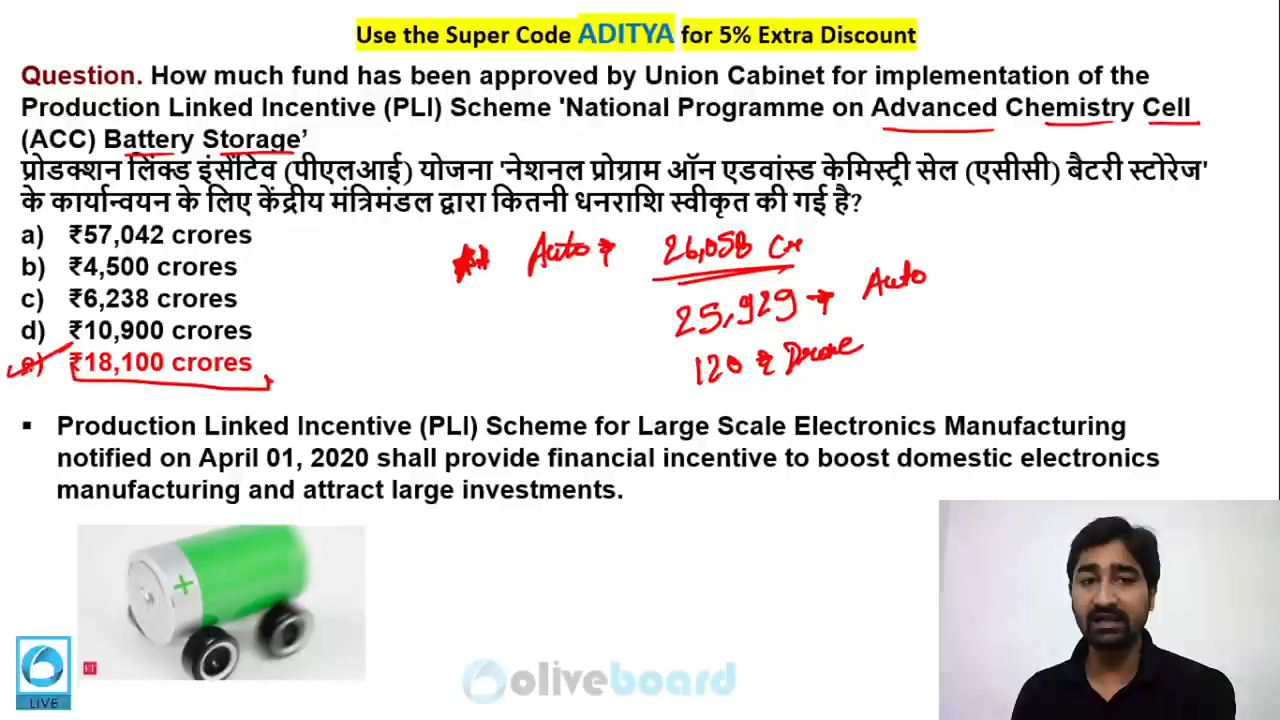 Use the Super Code ADITYA for 5% Extra Discount
Question. How much fund has been approved by Union Cabinet for implementation of the
Production Linked Incentive (PLI) Scheme 'National Programme on Advanced Chemistry Cell
(ACC) Battery Storage’
प्रोडक्शन लिंक्ड इंसेंटिव (पीएलआई) योजना 'नेशनल प्रोग्राम ऑन एडवांस्ड केमिस्ट्री सेल (एसीसी) बैटरी स्टोरेज'
के कार्यान्वयन के लिए केंद्रीय मंत्रिमंडल द्वारा कितनी धनराशि स्वीकृत की गई है?
a) ₹57,042 crores
b) ₹4,500 crores
c) ₹6,238 crores
d) ₹10,900 crores
e) ₹18,100 crores
Auto 26,058 Cr
25,929 → Auto
120 Drone
▪ Production Linked Incentive (PLI) Scheme for Large Scale Electronics Manufacturing
notified on April 01, 2020 shall provide financial incentive to boost domestic electronics
manufacturing and attract large investments.
+
ET
LIVE
oliveboard